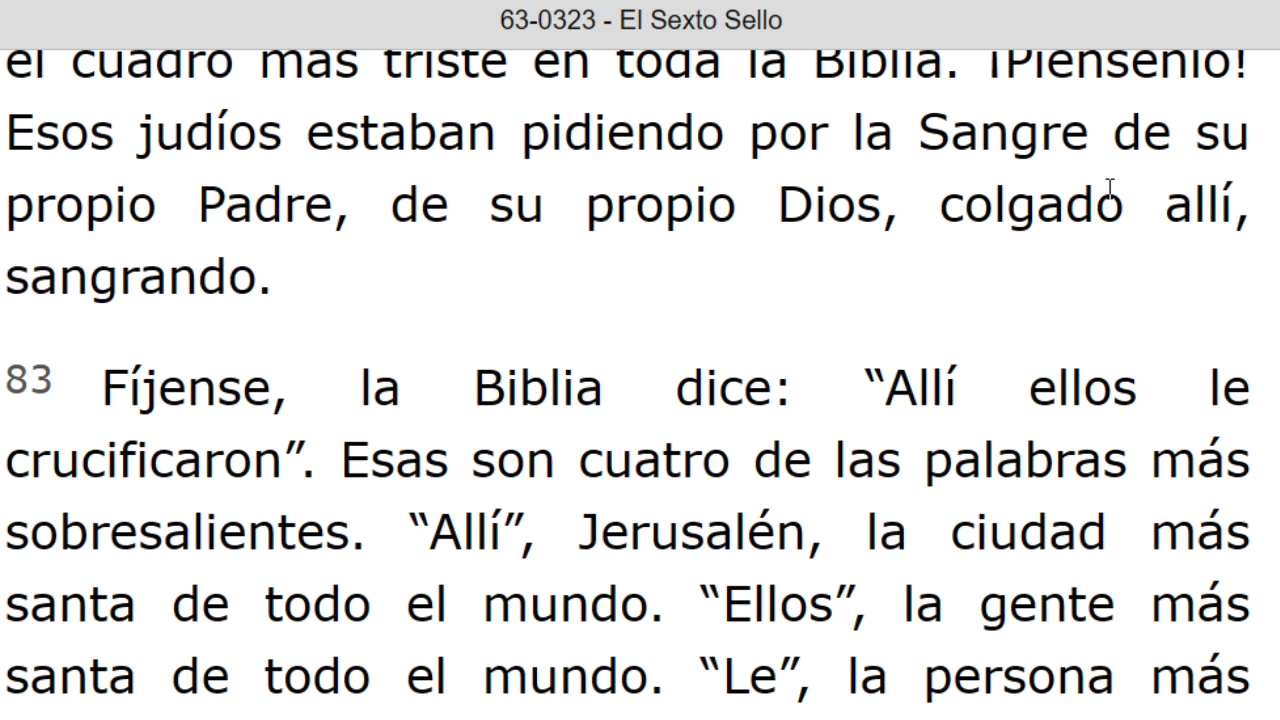 63-0323 - El Sexto Sello
el cuadro más triste en toda la Biblia. ¡Piénsenlo!
Esos judíos estaban pidiendo por la Sangre de su
propio Padre, de su propio Dios, colgado allí,
sangrando.
83 Fíjense, la Biblia dice: “Allí ellos le
crucificaron”. Esas son cuatro de las palabras más
sobresalientes. “Allí”, Jerusalén, la ciudad más
santa de todo el mundo. “Ellos”, la gente más
santa de todo el mundo. “Le”, la persona más